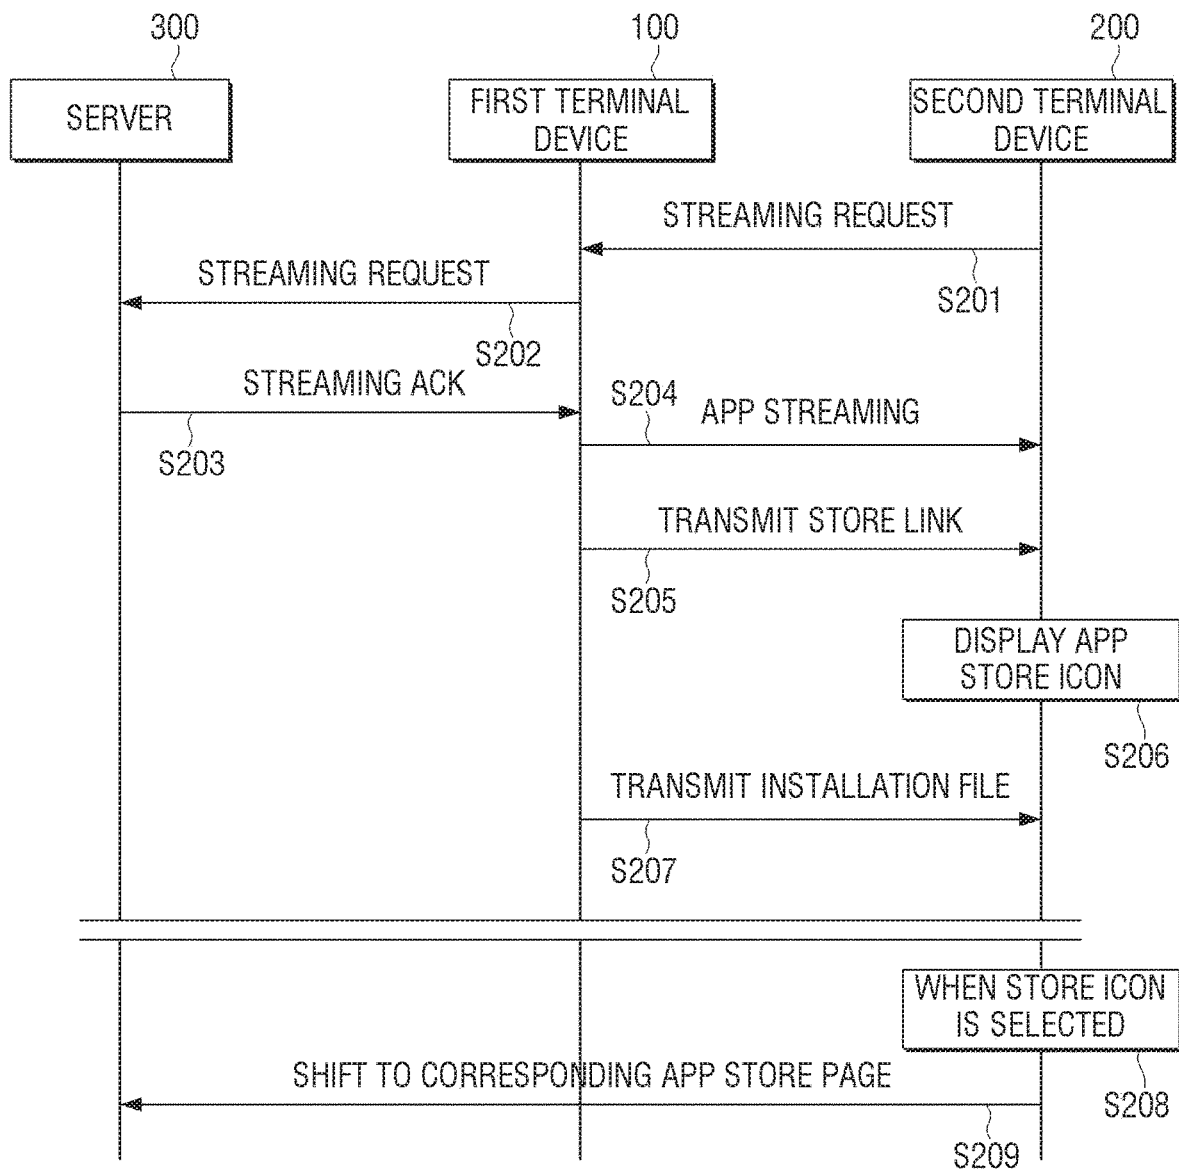 300
100
200
SERVER
FIRST TERMINAL
DEVICE
SECOND TERMINAL
DEVICE
STREAMING REQUEST
S201
STREAMING REQUEST
S202
STREAMING ACK
S203
S204
APP STREAMING
TRANSMIT STORE LINK
S205
DISPLAY APP
STORE ICON
S206
TRANSMIT INSTALLATION FILE
S207
WHEN STORE ICON
IS SELECTED
S208
SHIFT TO CORRESPONDING APP STORE PAGE
S209